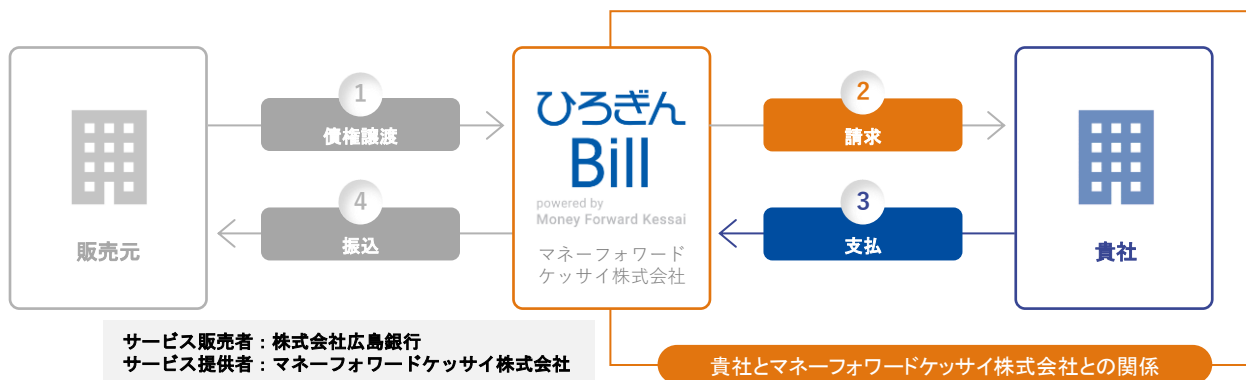 1
債権譲渡
4
振込
販売元
ひろぎん
Bill
powered by
Money Forward Kessai
マネーフォワード
ケッサイ株式会社
2
請求
3
支払
貴社
サービス販売者：株式会社広島銀行
サービス提供者：マネーフォワードケッサイ株式会社
貴社とマネーフォワードケッサイ株式会社との関係